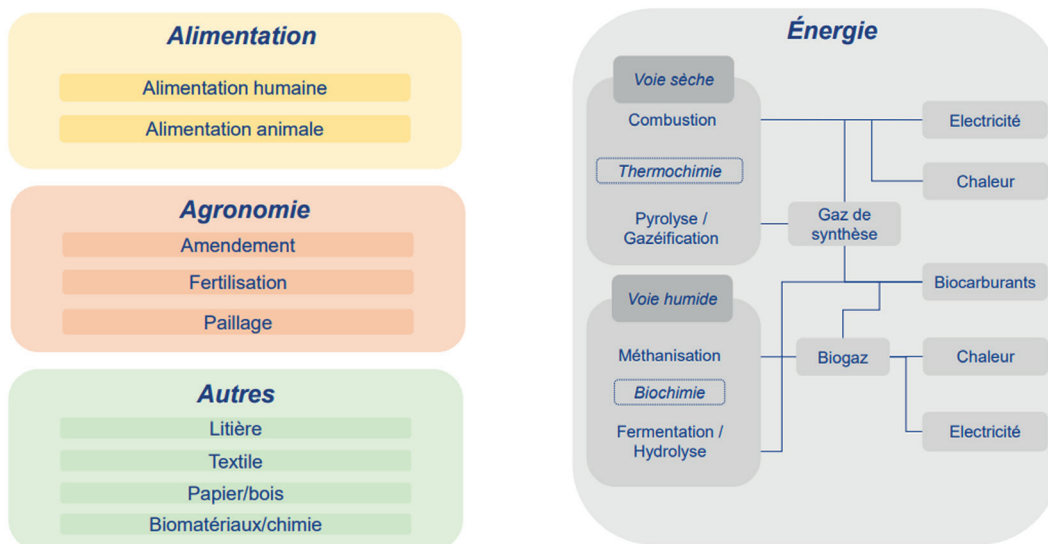 Alimentation
Alimentation humaine
Alimentation animale
Agronomie
Amendement
Fertilisation
Paillage
Autres
Litière
Textile
Papier/bois
Biomatériaux/chimie
Énergie
Voie sèche
Combustion
Thermochimie
Pyrolyse /
Gazéification
Gaz de
synthèse
Electricité
Chaleur
Voie humide
Méthanisation
Biochimie
Fermentation /
Hydrolyse
Biogaz
Biocarburants
Chaleur
Electricité